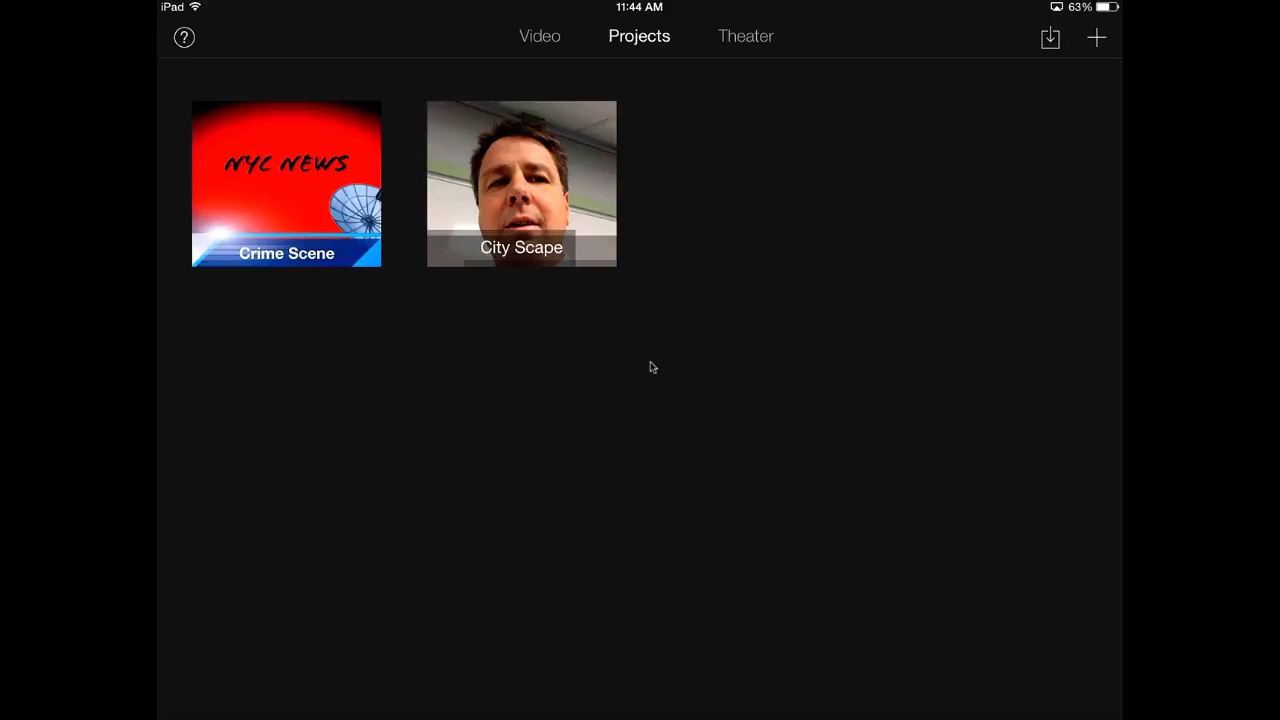 iPad 11:44 AM 63%
? Video Projects Theater
NYC NEWS
Crime Scene
City Scape